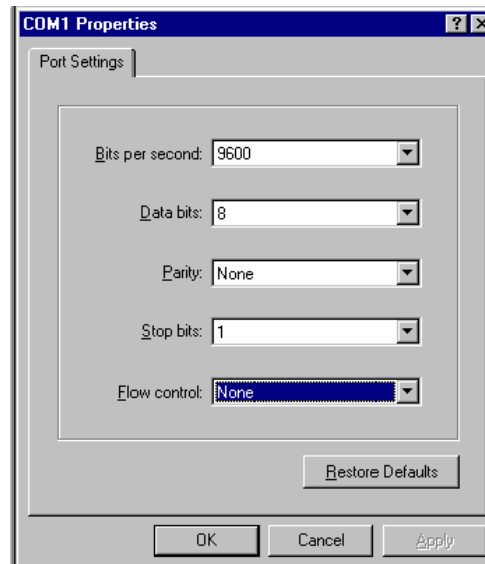 COM1 Properties
Port Settings
Bits per second: 9600
Data bits: 8
Parity: None
Stop bits: 1
Flow control: None
Restore Defaults
OK Cancel Apply